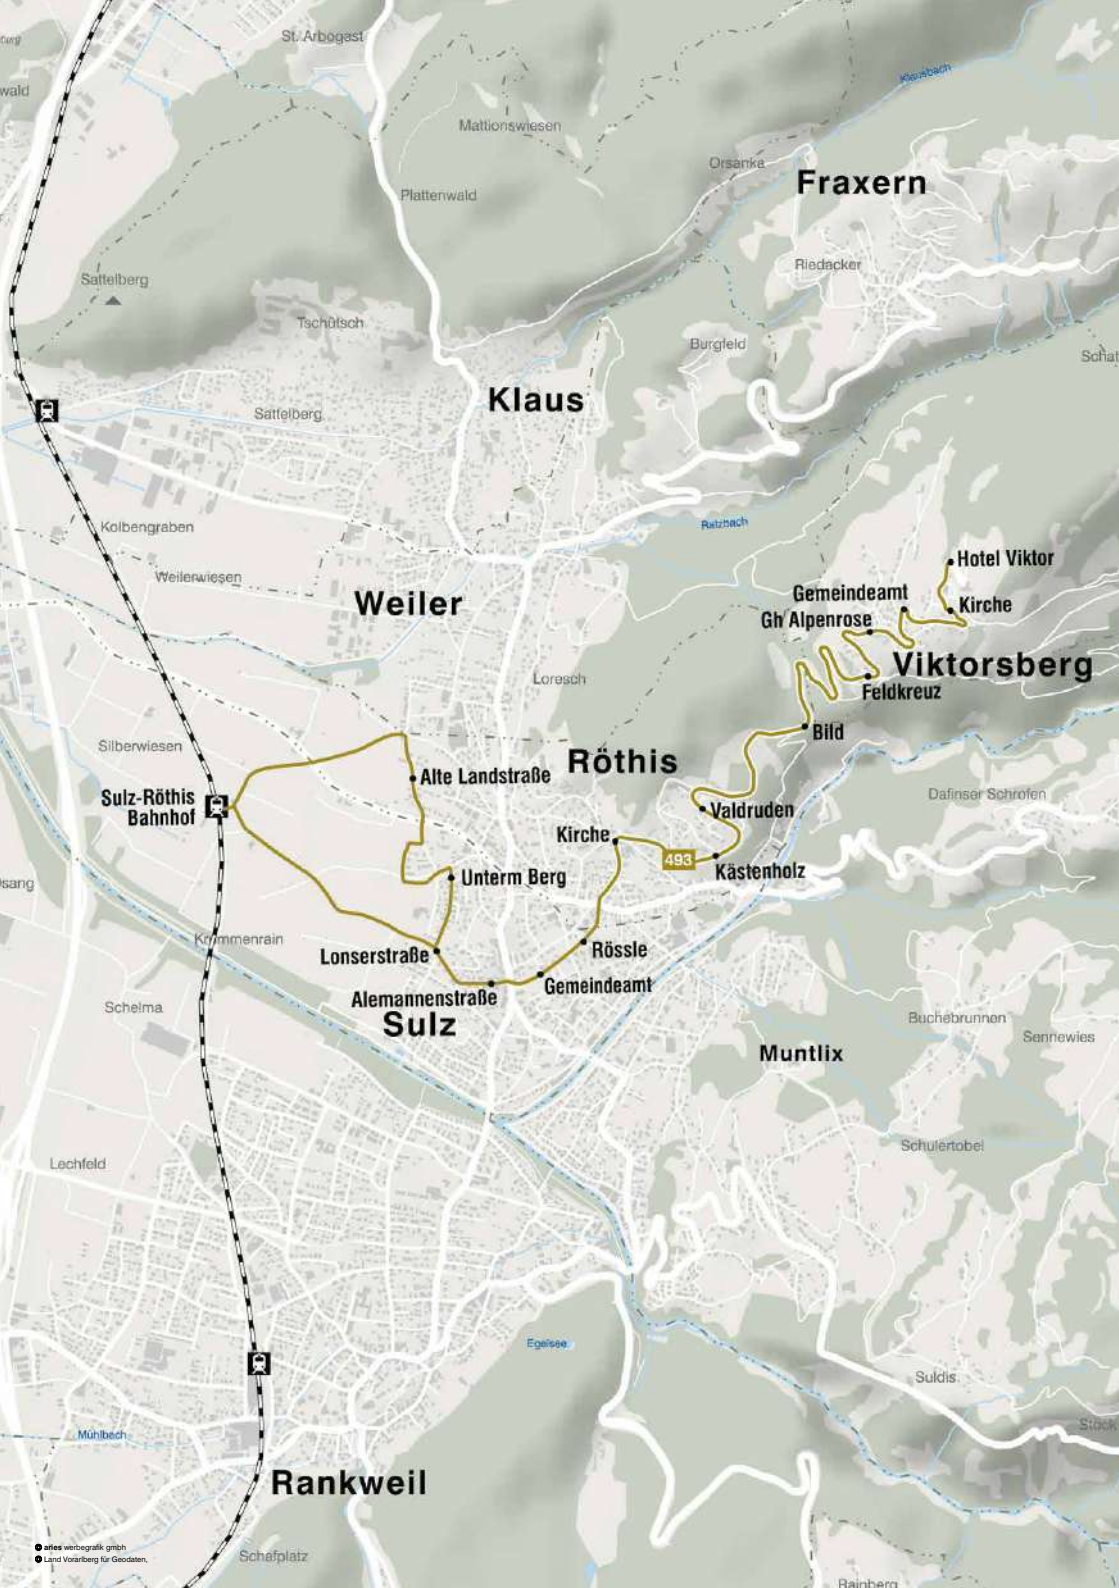 St. Arbogast
wald
Klausbach
Mattionswiesen
Orsanka
Fraxern
Plattenwald
Riedacker
Sattelberg
Tschütsch
Burgfeld
Klaus
Sattelberg
Ratzbach
Kolbengraben
Hotel Viktor
Weilerwiesen
Gemeindeamt
Weiler
Kirche
Gh Alpenrose
Viktorsberg
Loresch
Feldkreuz
Bild
Silberwiesen
Röthis
Alte Landstraße
Sulz-Röthis
Bahnhof
Dafinser Schrofen
Valdruden
Kirche
493
Kästenholz
Unterm Berg
Krummenrain
Lonserstraße
Rössle
Gemeindeamt
Alemannenstraße
Schelma
Sulz
Buchebrunnen
Sennewies
Muntlix
Schulertobel
Lechfeld
Egelsee
Suldis
Mühlbach
Rankweil
aries werbegrafik gmbh
Land Vorarlberg für Geodaten,
Schafplatz